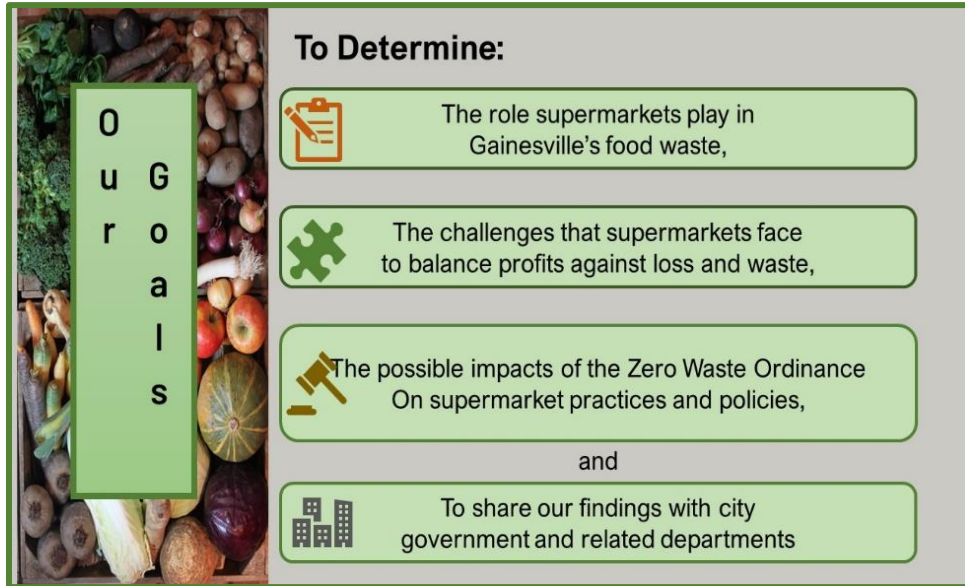 Our
Goals
To Determine:
The role supermarkets play in
Gainesville's food waste,
The challenges that supermarkets face
to balance profits against loss and waste,
The possible impacts of the Zero Waste Ordinance
On supermarket practices and policies,
and
To share our findings with city
government and related departments